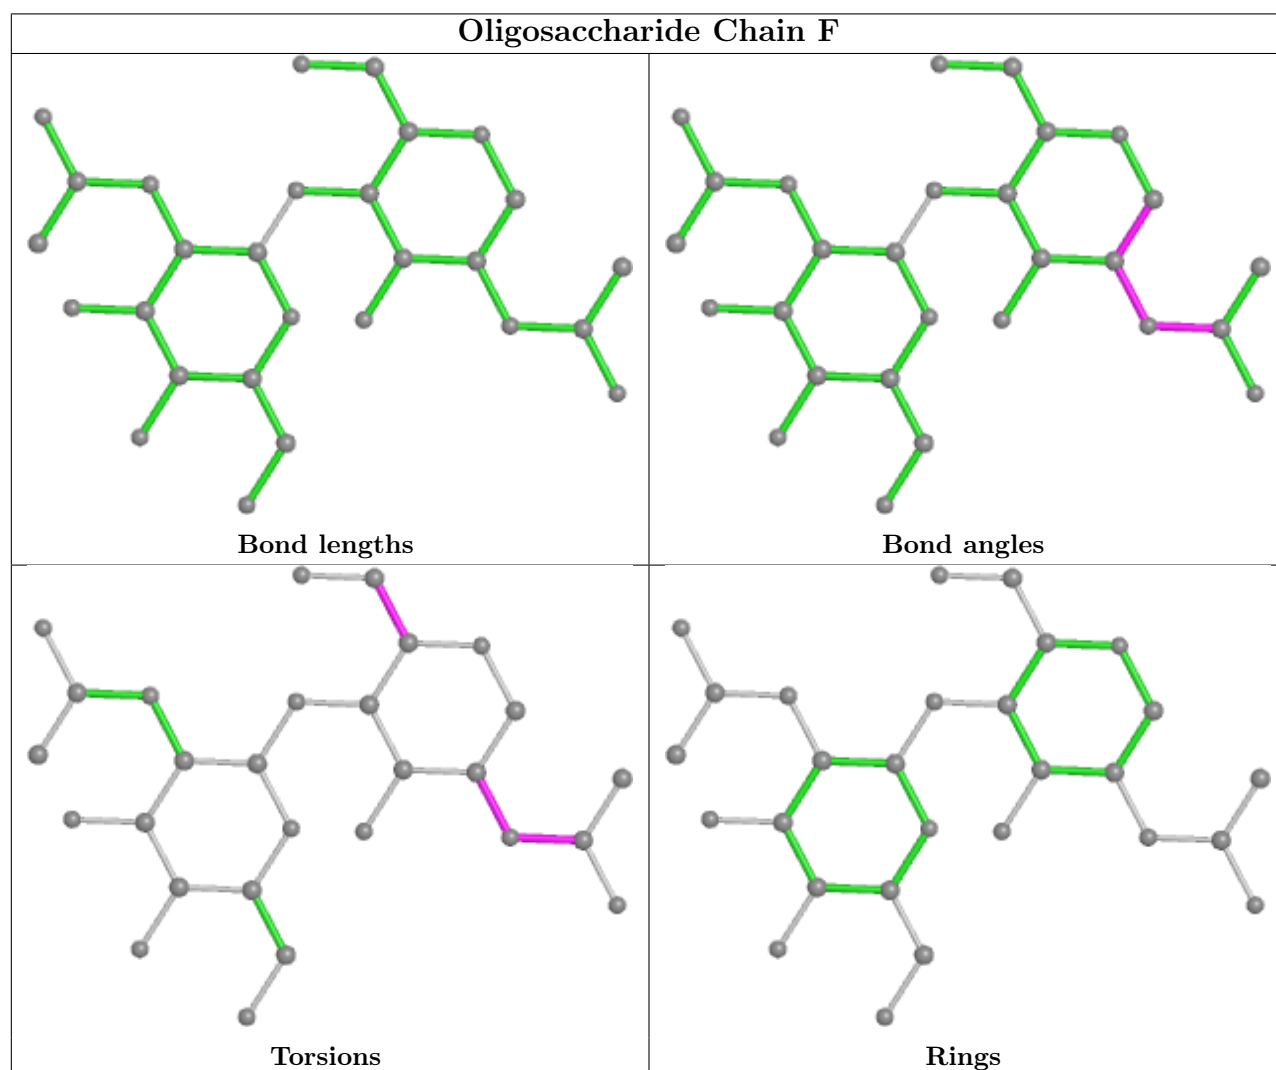 Oligosaccharide Chain F
Bond lengths
Bond angles
Torsions
Rings